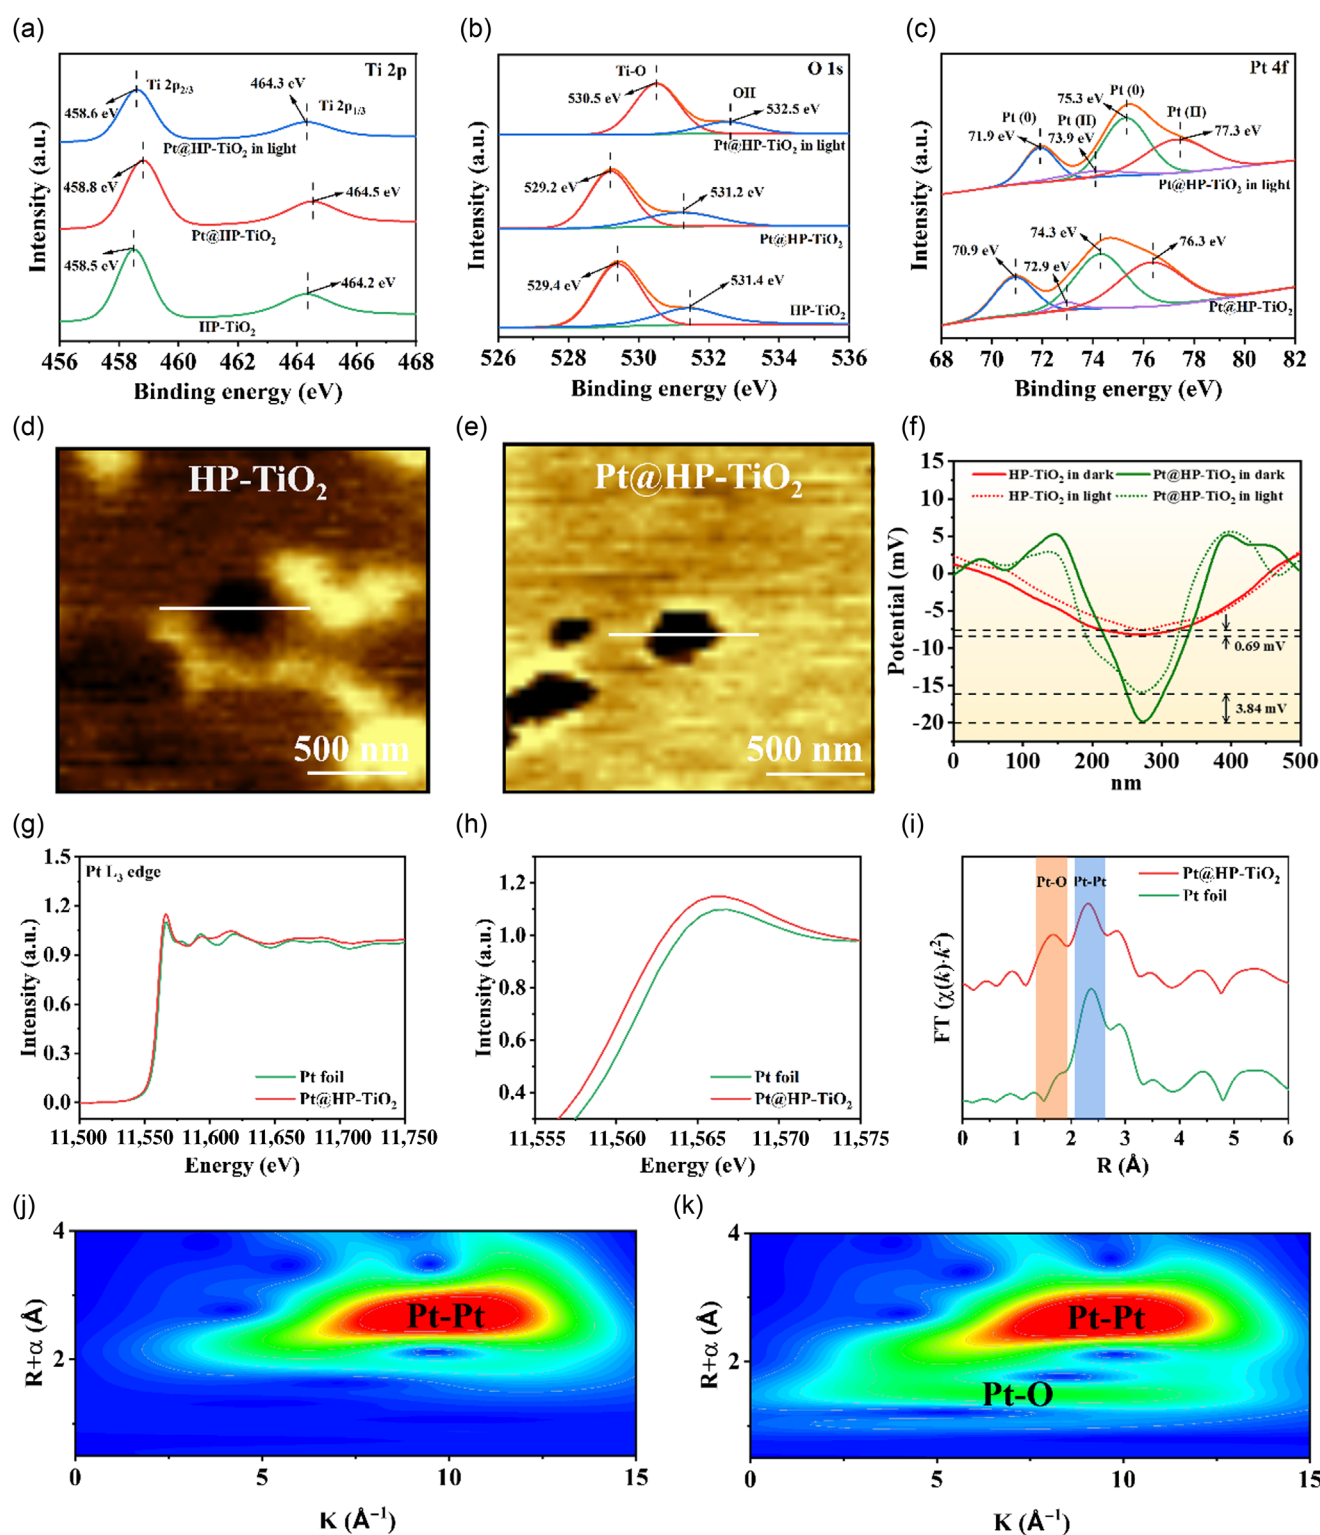 (a)
Ti 2p
Ti 2p2/3
464.3 eV
458.6 eV
Ti 2p1/3
Pt@HP-TiO2 in light
458.8 eV
464.5 eV
Pt@HP-TiO2
458.5 eV
464.2 eV
HP-TiO2
Intensity (a.u.)
456 458 460 462 464 466 468
Binding energy (eV)
(b)
O 1s
Ti-O
OII
530.5 eV
532.5 eV
Pt@HP-TiO2 in light
529.2 eV
531.2 eV
Pt@HP-TiO2
529.4 eV
531.4 eV
HP-TiO2
Intensity (a.u.)
526 528 530 532 534 536
Binding energy (eV)
(c)
Pt 4f
Pt (0)
75.3 eV
Pt (0)
Pt (II)
Pt (II)
71.9 eV
73.9 eV
77.3 eV
Pt@HP-TiO2 in light
74.3 eV
76.3 eV
70.9 eV
72.9 eV
Pt@HP-TiO2
Intensity (a.u.)
68 70 72 74 76 78 80 82
Binding energy (eV)
(d)
HP-TiO2
500 nm
(e)
Pt@HP-TiO2
500 nm
(f)
HP-TiO2 in dark
Pt@HP-TiO2 in dark
HP-TiO2 in light
Pt@HP-TiO2 in light
15
10
5
0
-5
-10
-15
-20
Potential (mV)
0.69 mV
3.84 mV
0 100 200 300 400 500
nm
(g)
Pt L3 edge
1.5
1.2
0.9
0.6
0.3
0.0
Intensity (a.u.)
Pt foil
Pt@HP-TiO2
11,500 11,550 11,600 11,650 11,700 11,750
Energy (eV)
(h)
1.2
1.0
0.8
0.6
0.4
Intensity (a.u.)
Pt foil
Pt@HP-TiO2
11,555 11,560 11,565 11,570 11,575
Energy (eV)
(i)
Pt-O
Pt-Pt
Pt@HP-TiO2
Pt foil
FT (χ(k)·k2)
0 1 2 3 4 5 6
R (Å)
(j)
4
2
R+α (Å)
Pt-Pt
0 5 10 15
K (Å−1)
(k)
4
2
0
R+α (Å)
Pt-Pt
Pt-O
0 5 10 15
K (Å−1)